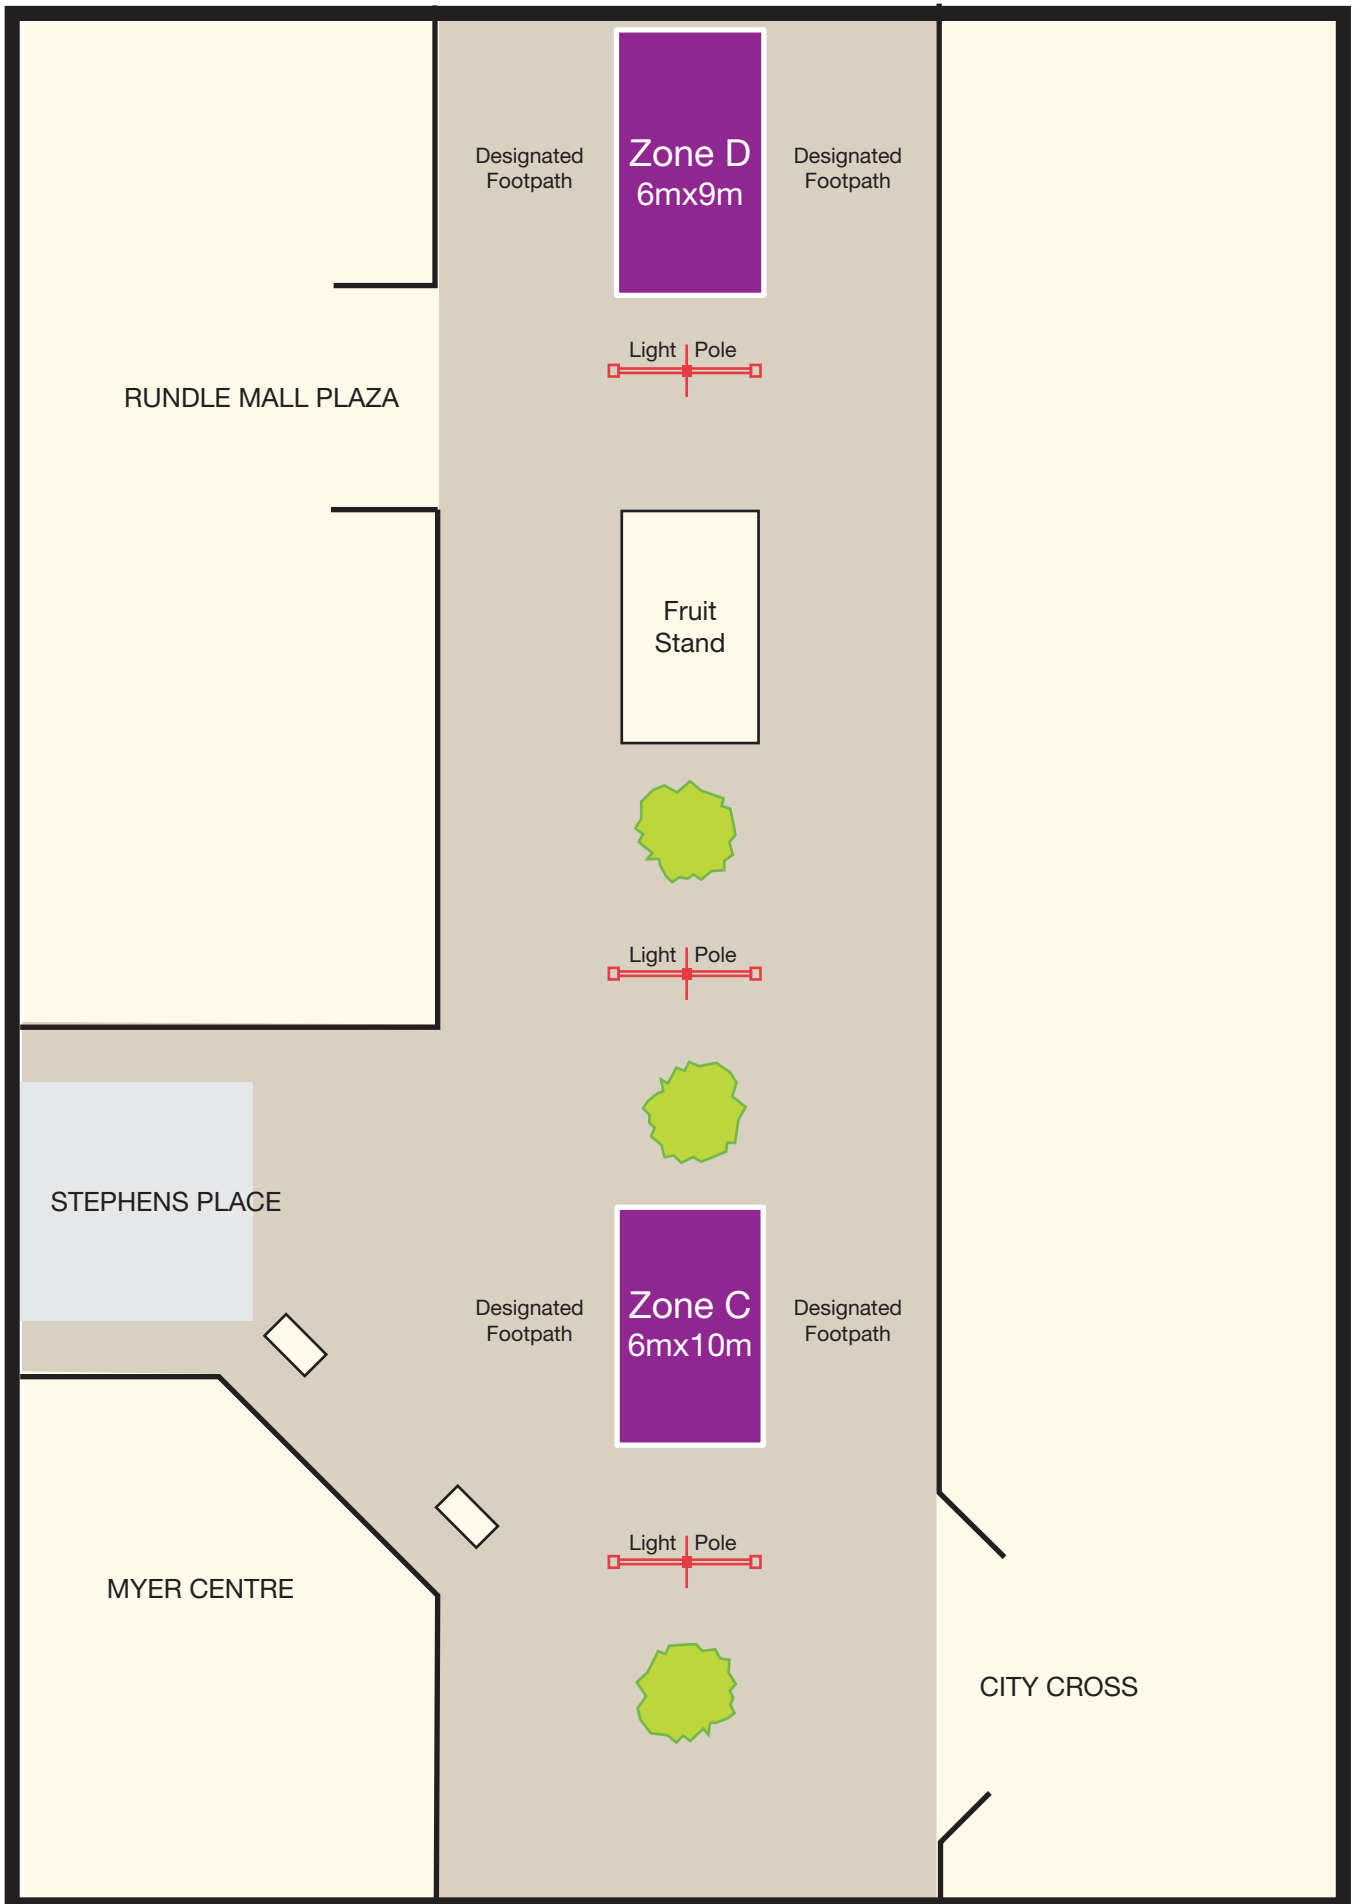 Designated
Footpath
Zone D
6mx9m
Designated
Footpath
Light Pole
RUNDLE MALL PLAZA
Fruit
Stand
Light Pole
STEPHENS PLACE
Designated
Footpath
Zone C
6mx10m
Designated
Footpath
Light Pole
MYER CENTRE
CITY CROSS